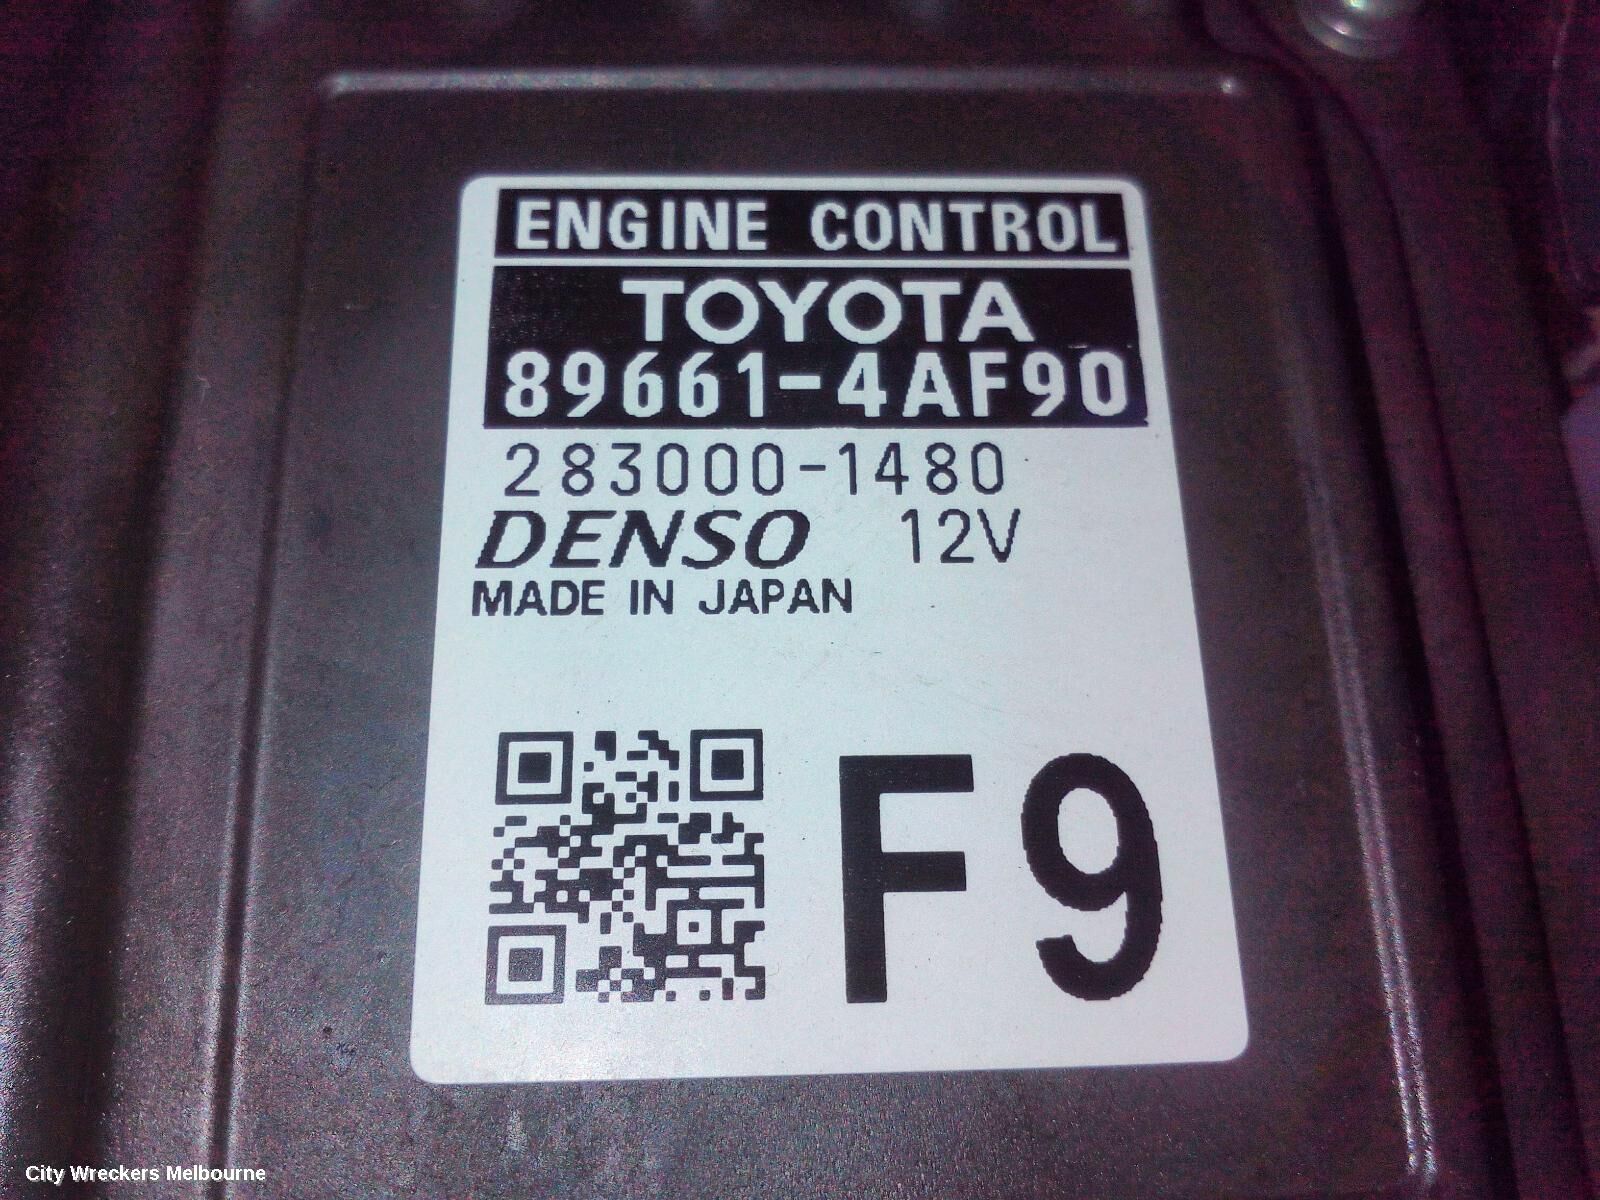 ENGINE CONTROL
TOYOTA
89661-4AF90
283000-1480
DENSO 12V
MADE IN JAPAN
F9
City Wreckers Melbourne